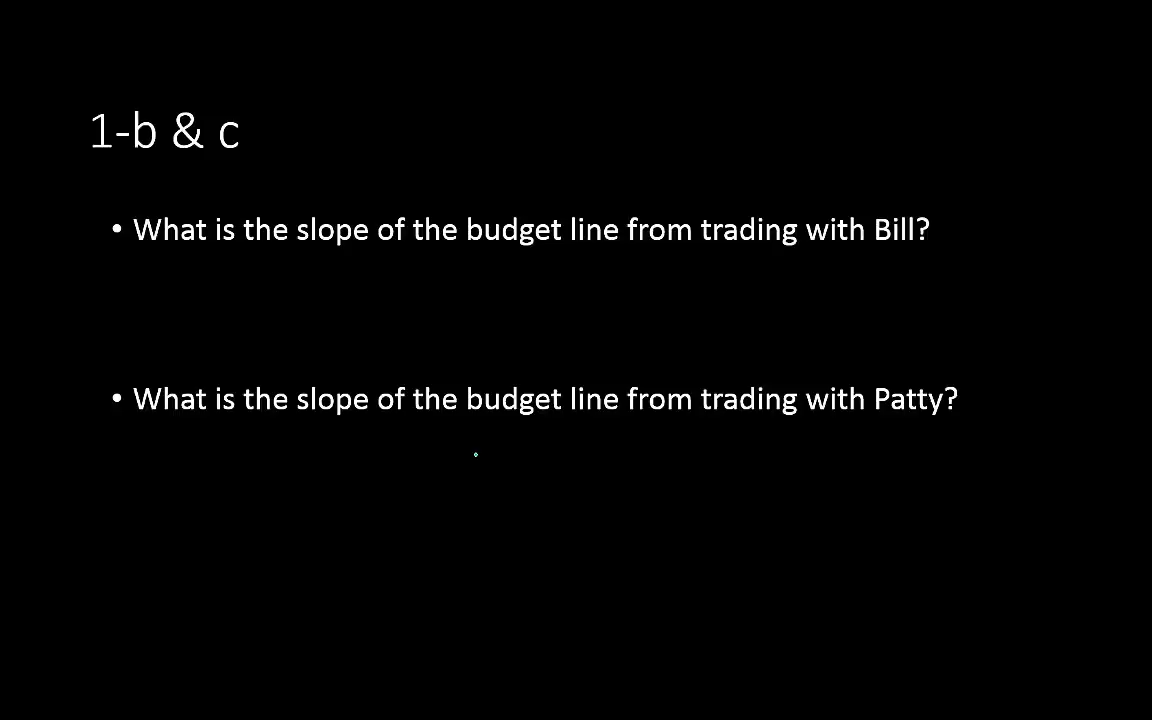 1-b & c
• What is the slope of the budget line from trading with Bill?
• What is the slope of the budget line from trading with Patty?